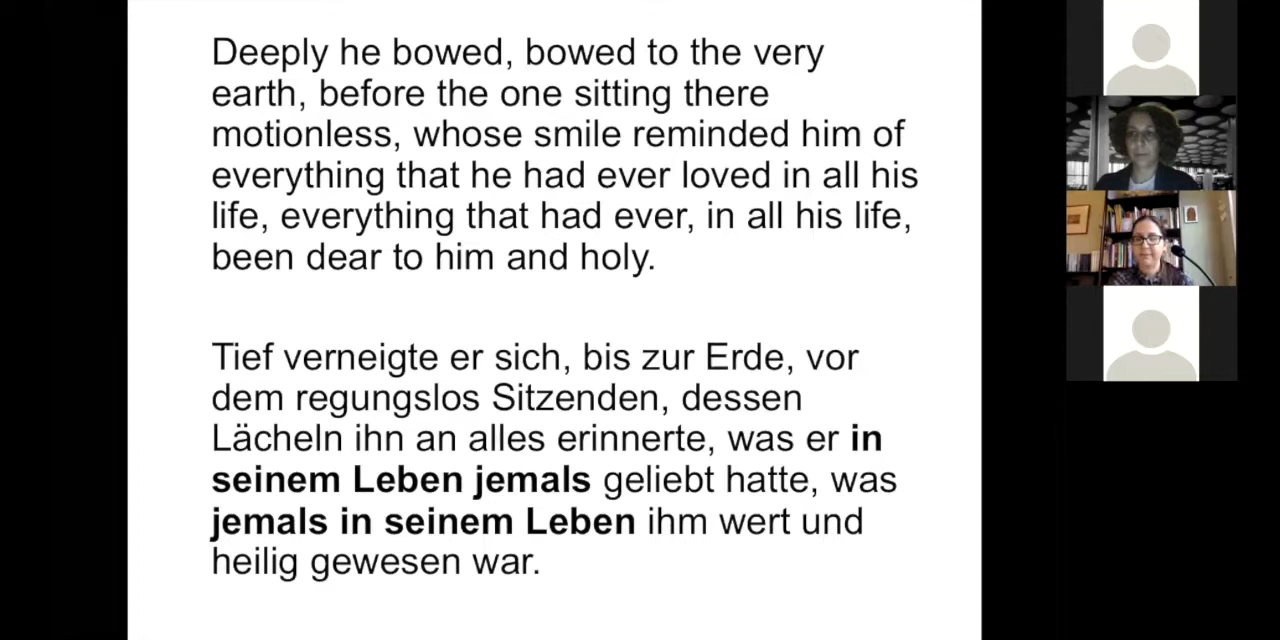 Deeply he bowed, bowed to the very
earth, before the one sitting there
motionless, whose smile reminded him of
everything that he had ever loved in all his
life, everything that had ever, in all his life,
been dear to him and holy.
Tief verneigte er sich, bis zur Erde, vor
dem regungslos Sitzenden, dessen
Lächeln ihn an alles erinnerte, was er in
seinem Leben jemals geliebt hatte, was
jemals in seinem Leben ihm wert und
heilig gewesen war.